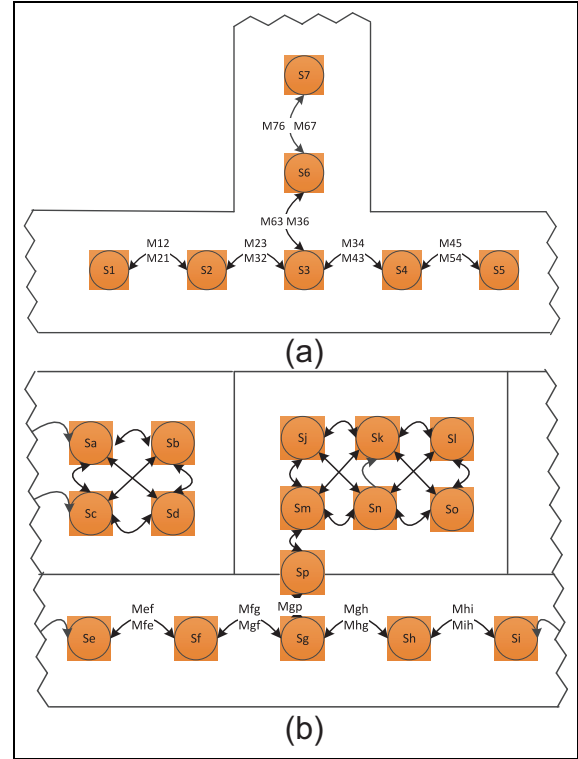 S7
M76 M67
S6
M63 M36
M12 M23 M34 M45
S1 M21 S2 M32 S3 M43 S4 M54 S5
(a)
Sa Sb Sj Sk Sl
Sc Sd Sm Sn So
Sp
Mef Mfg Mgp Mgh Mhi
Se Mfe Sf Mgf Sg Mhg Sh Mih Si
(b)